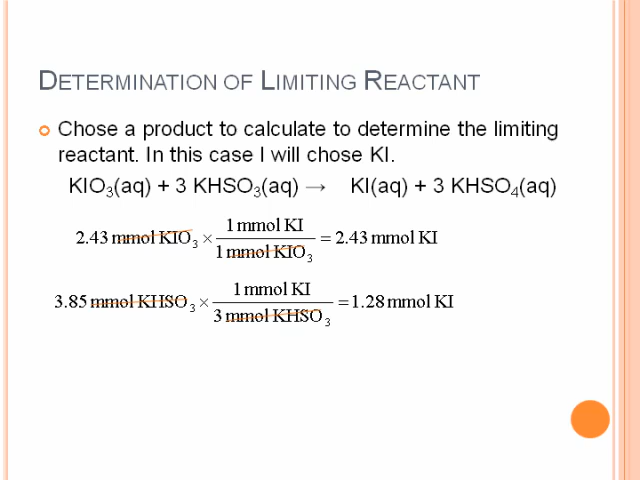 DETERMINATION OF LIMITING REACTANT
Chose a product to calculate to determine the limiting
reactant. In this case I will chose KI.
KIO₃(aq) + 3 KHSO₃(aq) → KI(aq) + 3 KHSO₄(aq)
2.43 mmol KIO₃ × 1 mmol KI / 1 mmol KIO₃ = 2.43 mmol KI
3.85 mmol KHSO₃ × 1 mmol KI / 3 mmol KHSO₃ = 1.28 mmol KI